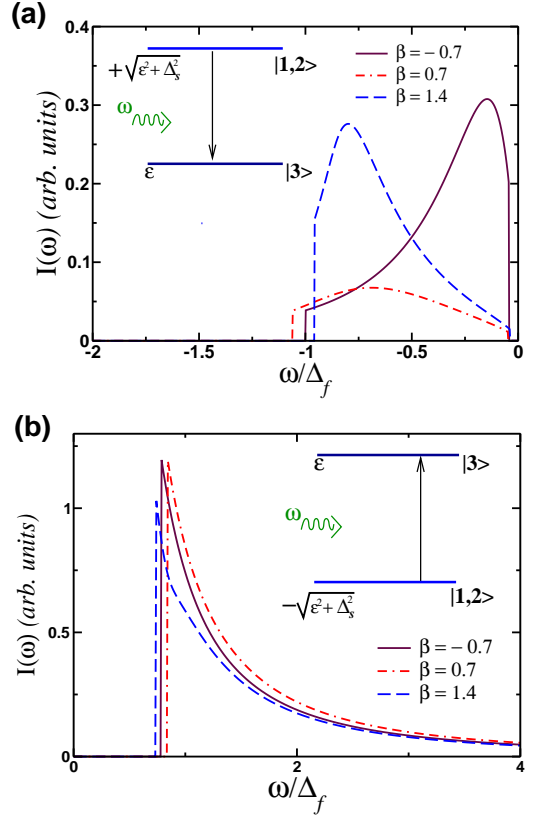 (a)
0.4
0.3
0.2
0.1
0
I(ω) (arb. units)
+√ε²+Δₛ²
|1,2>
ω
ε
|3>
β = − 0.7
β = 0.7
β = 1.4
-2
-1.5
-1
-0.5
0
ω/Δ_f
(b)
1
0.5
0
I(ω) (arb. units)
ε
|3>
ω
−√ε²+Δₛ²
|1,2>
β = − 0.7
β = 0.7
β = 1.4
0
2
4
ω/Δ_f